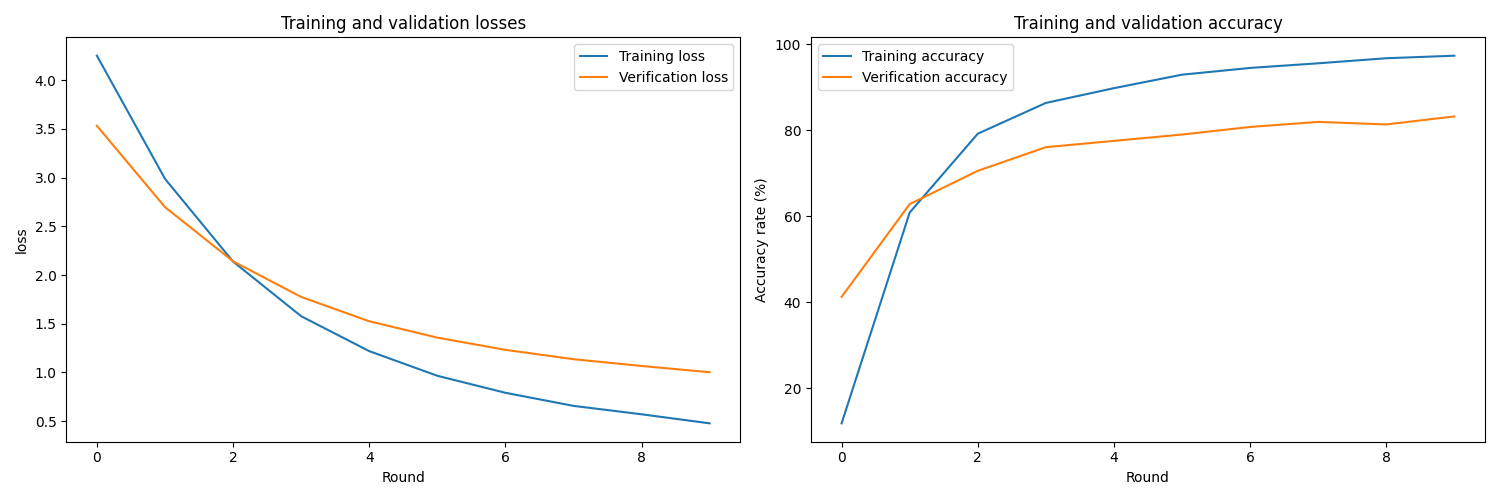 Training and validation losses
Training loss
Verification loss
loss
4.0
3.5
3.0
2.5
2.0
1.5
1.0
0.5
0 2 4 6 8
Round
Training and validation accuracy
Training accuracy
Verification accuracy
Accuracy rate (%)
100
80
60
40
20
0 2 4 6 8
Round